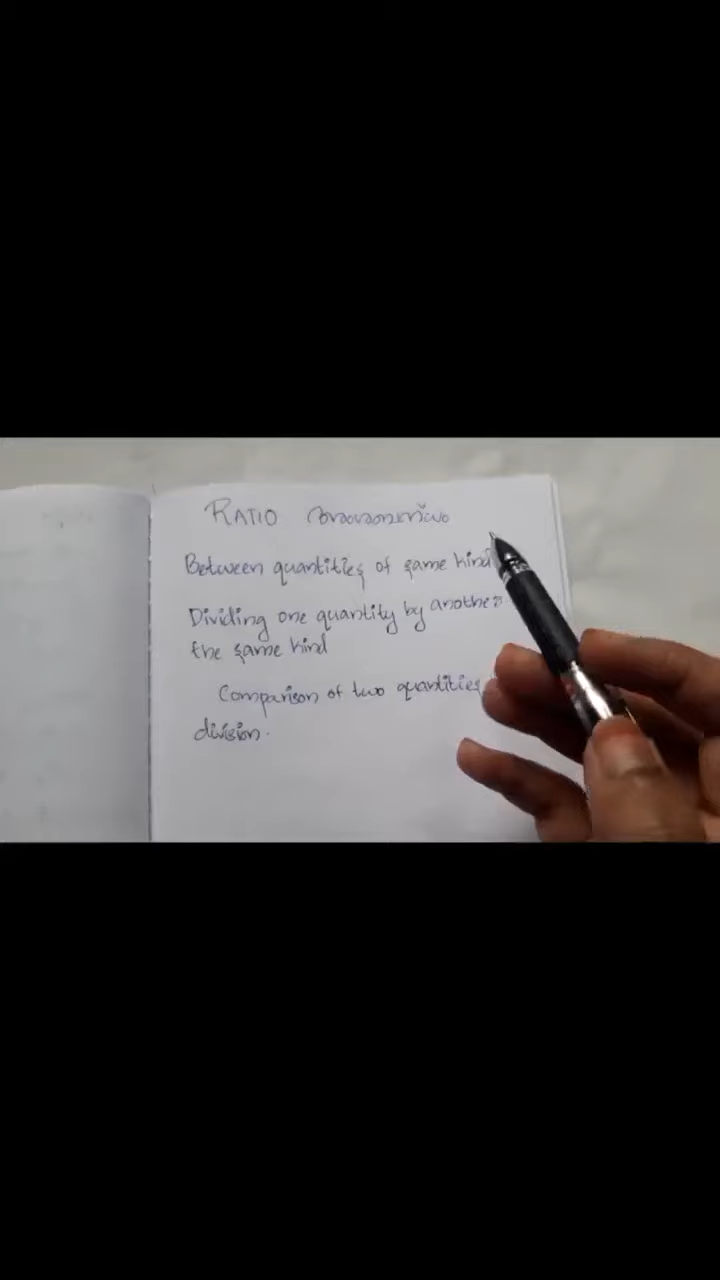 RATIO അംശബന്ധം
Between quantities of same kind
Dividing one quantity by another
the same kind
Comparison of two quantities
division.